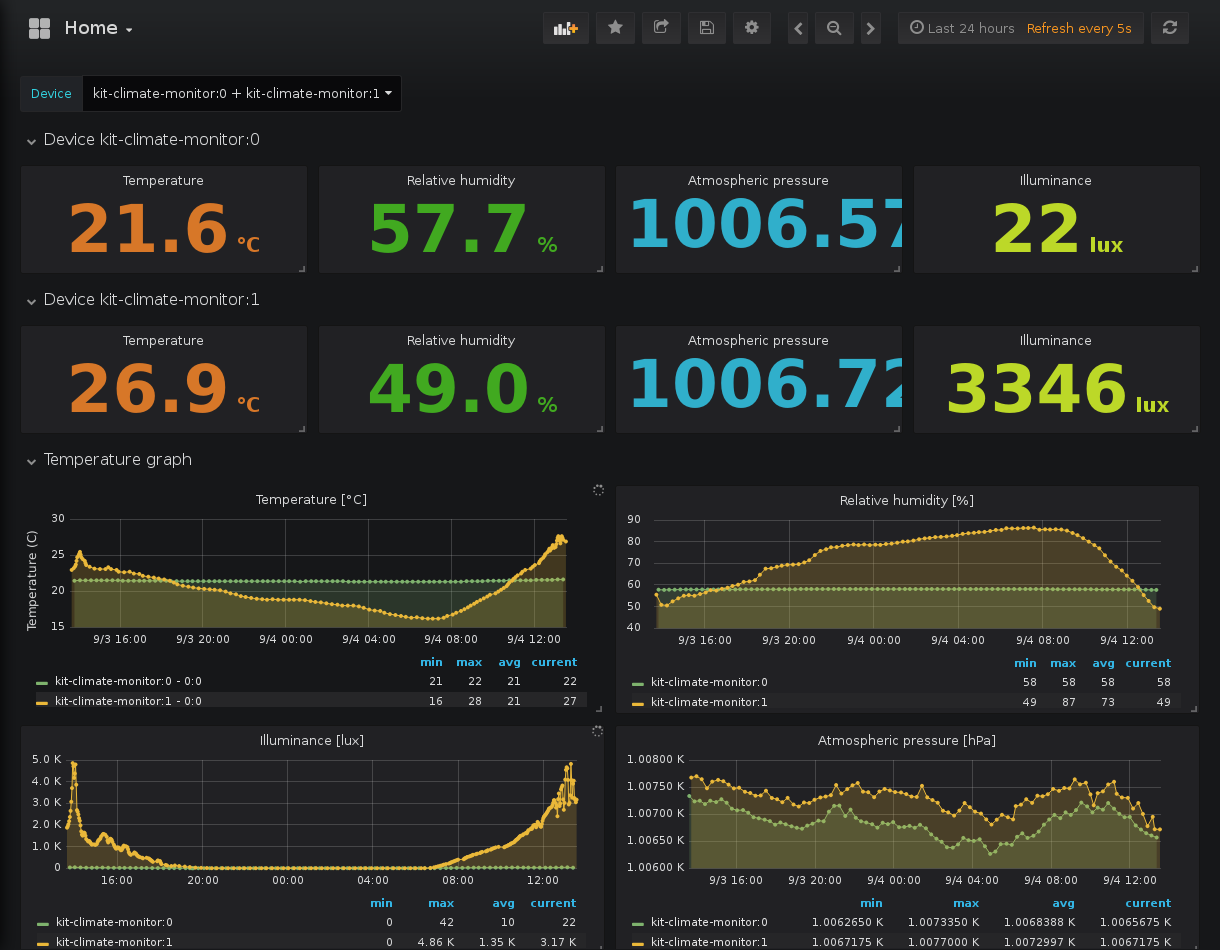 Home
Last 24 hours Refresh every 5s
Device kit-climate-monitor:0 + kit-climate-monitor:1
Device kit-climate-monitor:0
Temperature Relative humidity Atmospheric pressure Illuminance
21.6 °C 57.7 % 1006.57 22 lux
Device kit-climate-monitor:1
Temperature Relative humidity Atmospheric pressure Illuminance
26.9 °C 49.0 % 1006.72 3346 lux
Temperature graph
Temperature [°C]
Temperature (C)
30
25
20
15
9/3 16:00 9/3 20:00 9/4 00:00 9/4 04:00 9/4 08:00 9/4 12:00
min max avg current
kit-climate-monitor:0 - 0:0 21 22 21 22
kit-climate-monitor:1 - 0:0 16 28 21 27
Relative humidity [%]
90
80
70
60
50
40
9/3 16:00 9/3 20:00 9/4 00:00 9/4 04:00 9/4 08:00 9/4 12:00
min max avg current
kit-climate-monitor:0 58 58 58 58
kit-climate-monitor:1 49 87 73 49
Illuminance [lux]
5.0 K
4.0 K
3.0 K
2.0 K
1.0 K
0
16:00 20:00 00:00 04:00 08:00 12:00
min max avg current
kit-climate-monitor:0 0 42 10 22
kit-climate-monitor:1 0 4.86 K 1.35 K 3.17 K
Atmospheric pressure [hPa]
1.00800 K
1.00750 K
1.00700 K
1.00650 K
1.00600 K
9/3 16:00 9/3 20:00 9/4 00:00 9/4 04:00 9/4 08:00 9/4 12:00
min max avg current
kit-climate-monitor:0 1.0062650 K 1.0073350 K 1.0068388 K 1.0065675 K
kit-climate-monitor:1 1.0067175 K 1.0077000 K 1.0072997 K 1.0067175 K